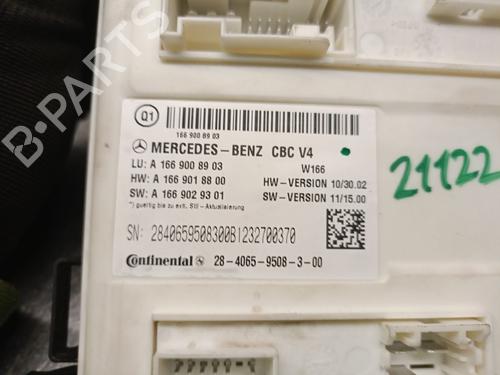 B-PARTS
Q1
166 900 89 03
MERCEDES-BENZ CBC V4
LU: A 166 900 89 03 W166
HW: A 166 901 88 00 HW-VERSION 10/30.02
SW: A 166 902 93 01 SW-VERSION 11/15.00
*) gueltig bis zu ext. SW - Aktualisierung
SN: 2840659508300B1232700370
Continental 28-4065-9508-3-00
21122